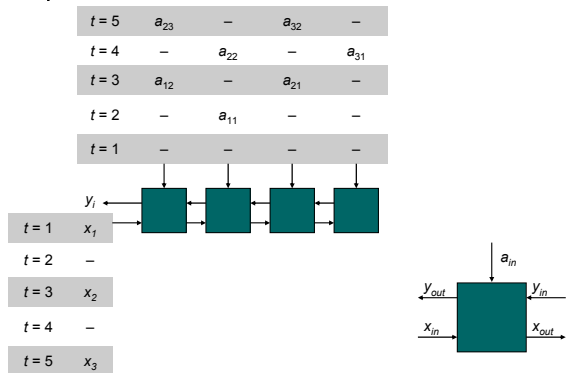 t = 5 a23 – a32 –
t = 4 – a22 – a31
t = 3 a12 – a21 –
t = 2 – a11 – –
t = 1 – – – –
yi
t = 1 x1
t = 2 –
t = 3 x2
t = 4 –
t = 5 x3
ain
yout yin
xin xout